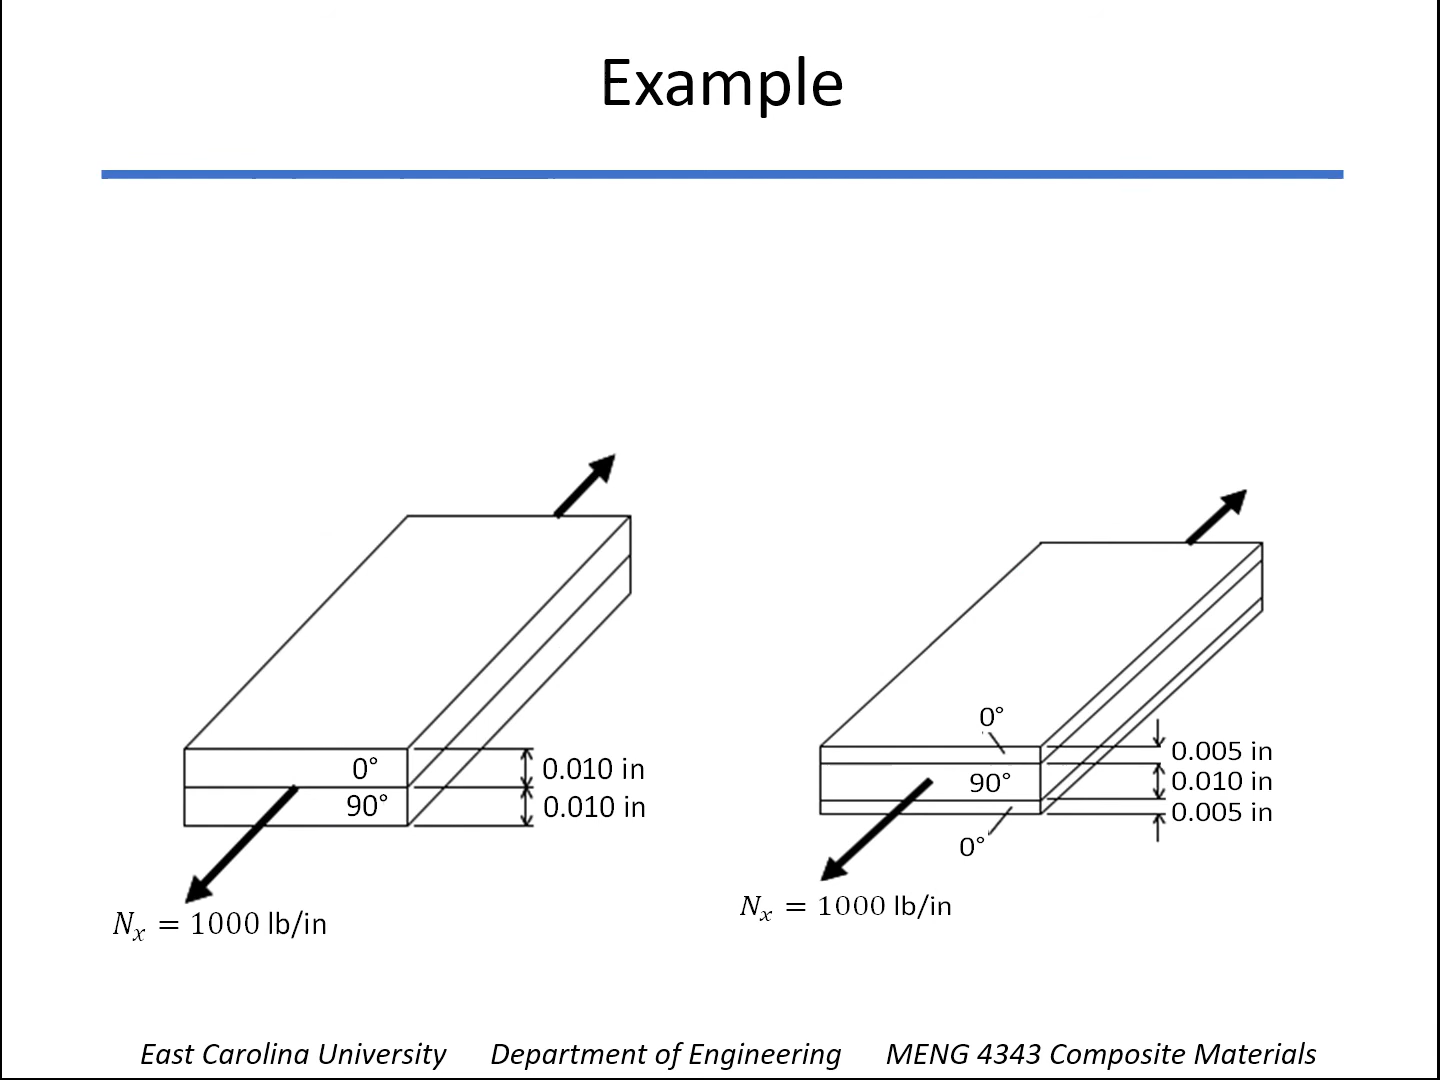 Example
0°
0.010 in
90°
0.010 in
N_x = 1000 lb/in
0°
0.005 in
90°
0.010 in
0.005 in
0°
N_x = 1000 lb/in
East Carolina University Department of Engineering MENG 4343 Composite Materials